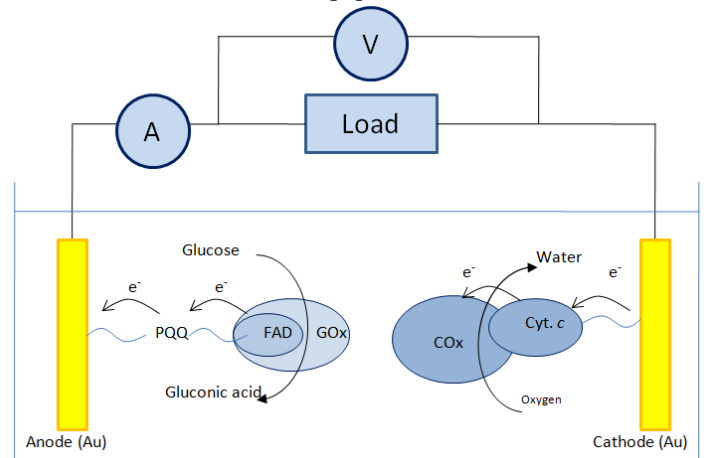 V
A
Load
Glucose
Water
e-
e-
e-
e-
PQQ
FAD
GOx
COx
Cyt. c
Gluconic acid
Oxygen
Anode (Au)
Cathode (Au)